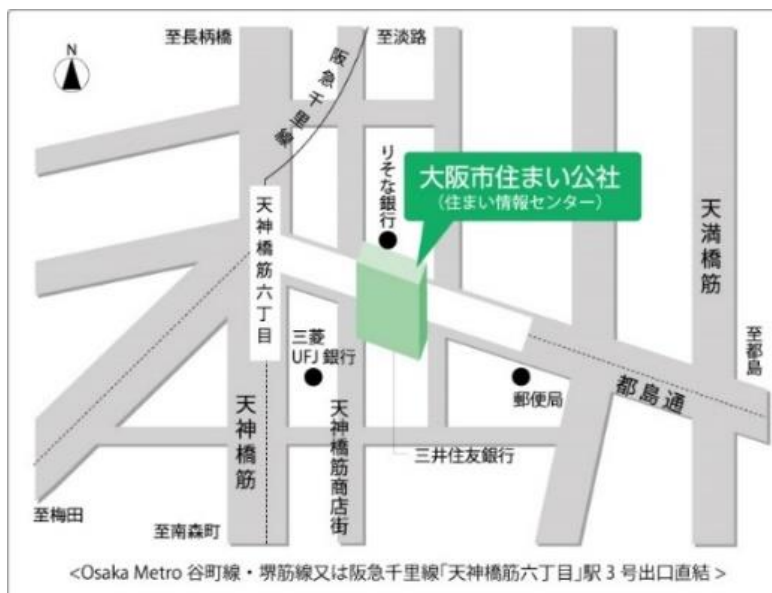 至長柄橋
至淡路
N
阪急千里線
りそな銀行
大阪市住まい公社
（住まい情報センター）
天神橋筋六丁目
天満橋筋
三菱
UFJ 銀行
至都島
郵便局
都島通
天神橋筋
天神橋筋商店街
三井住友銀行
至梅田
至南森町
<Osaka Metro 谷町線・堺筋線又は阪急千里線「天神橋筋六丁目」駅 3 号出口直結 >